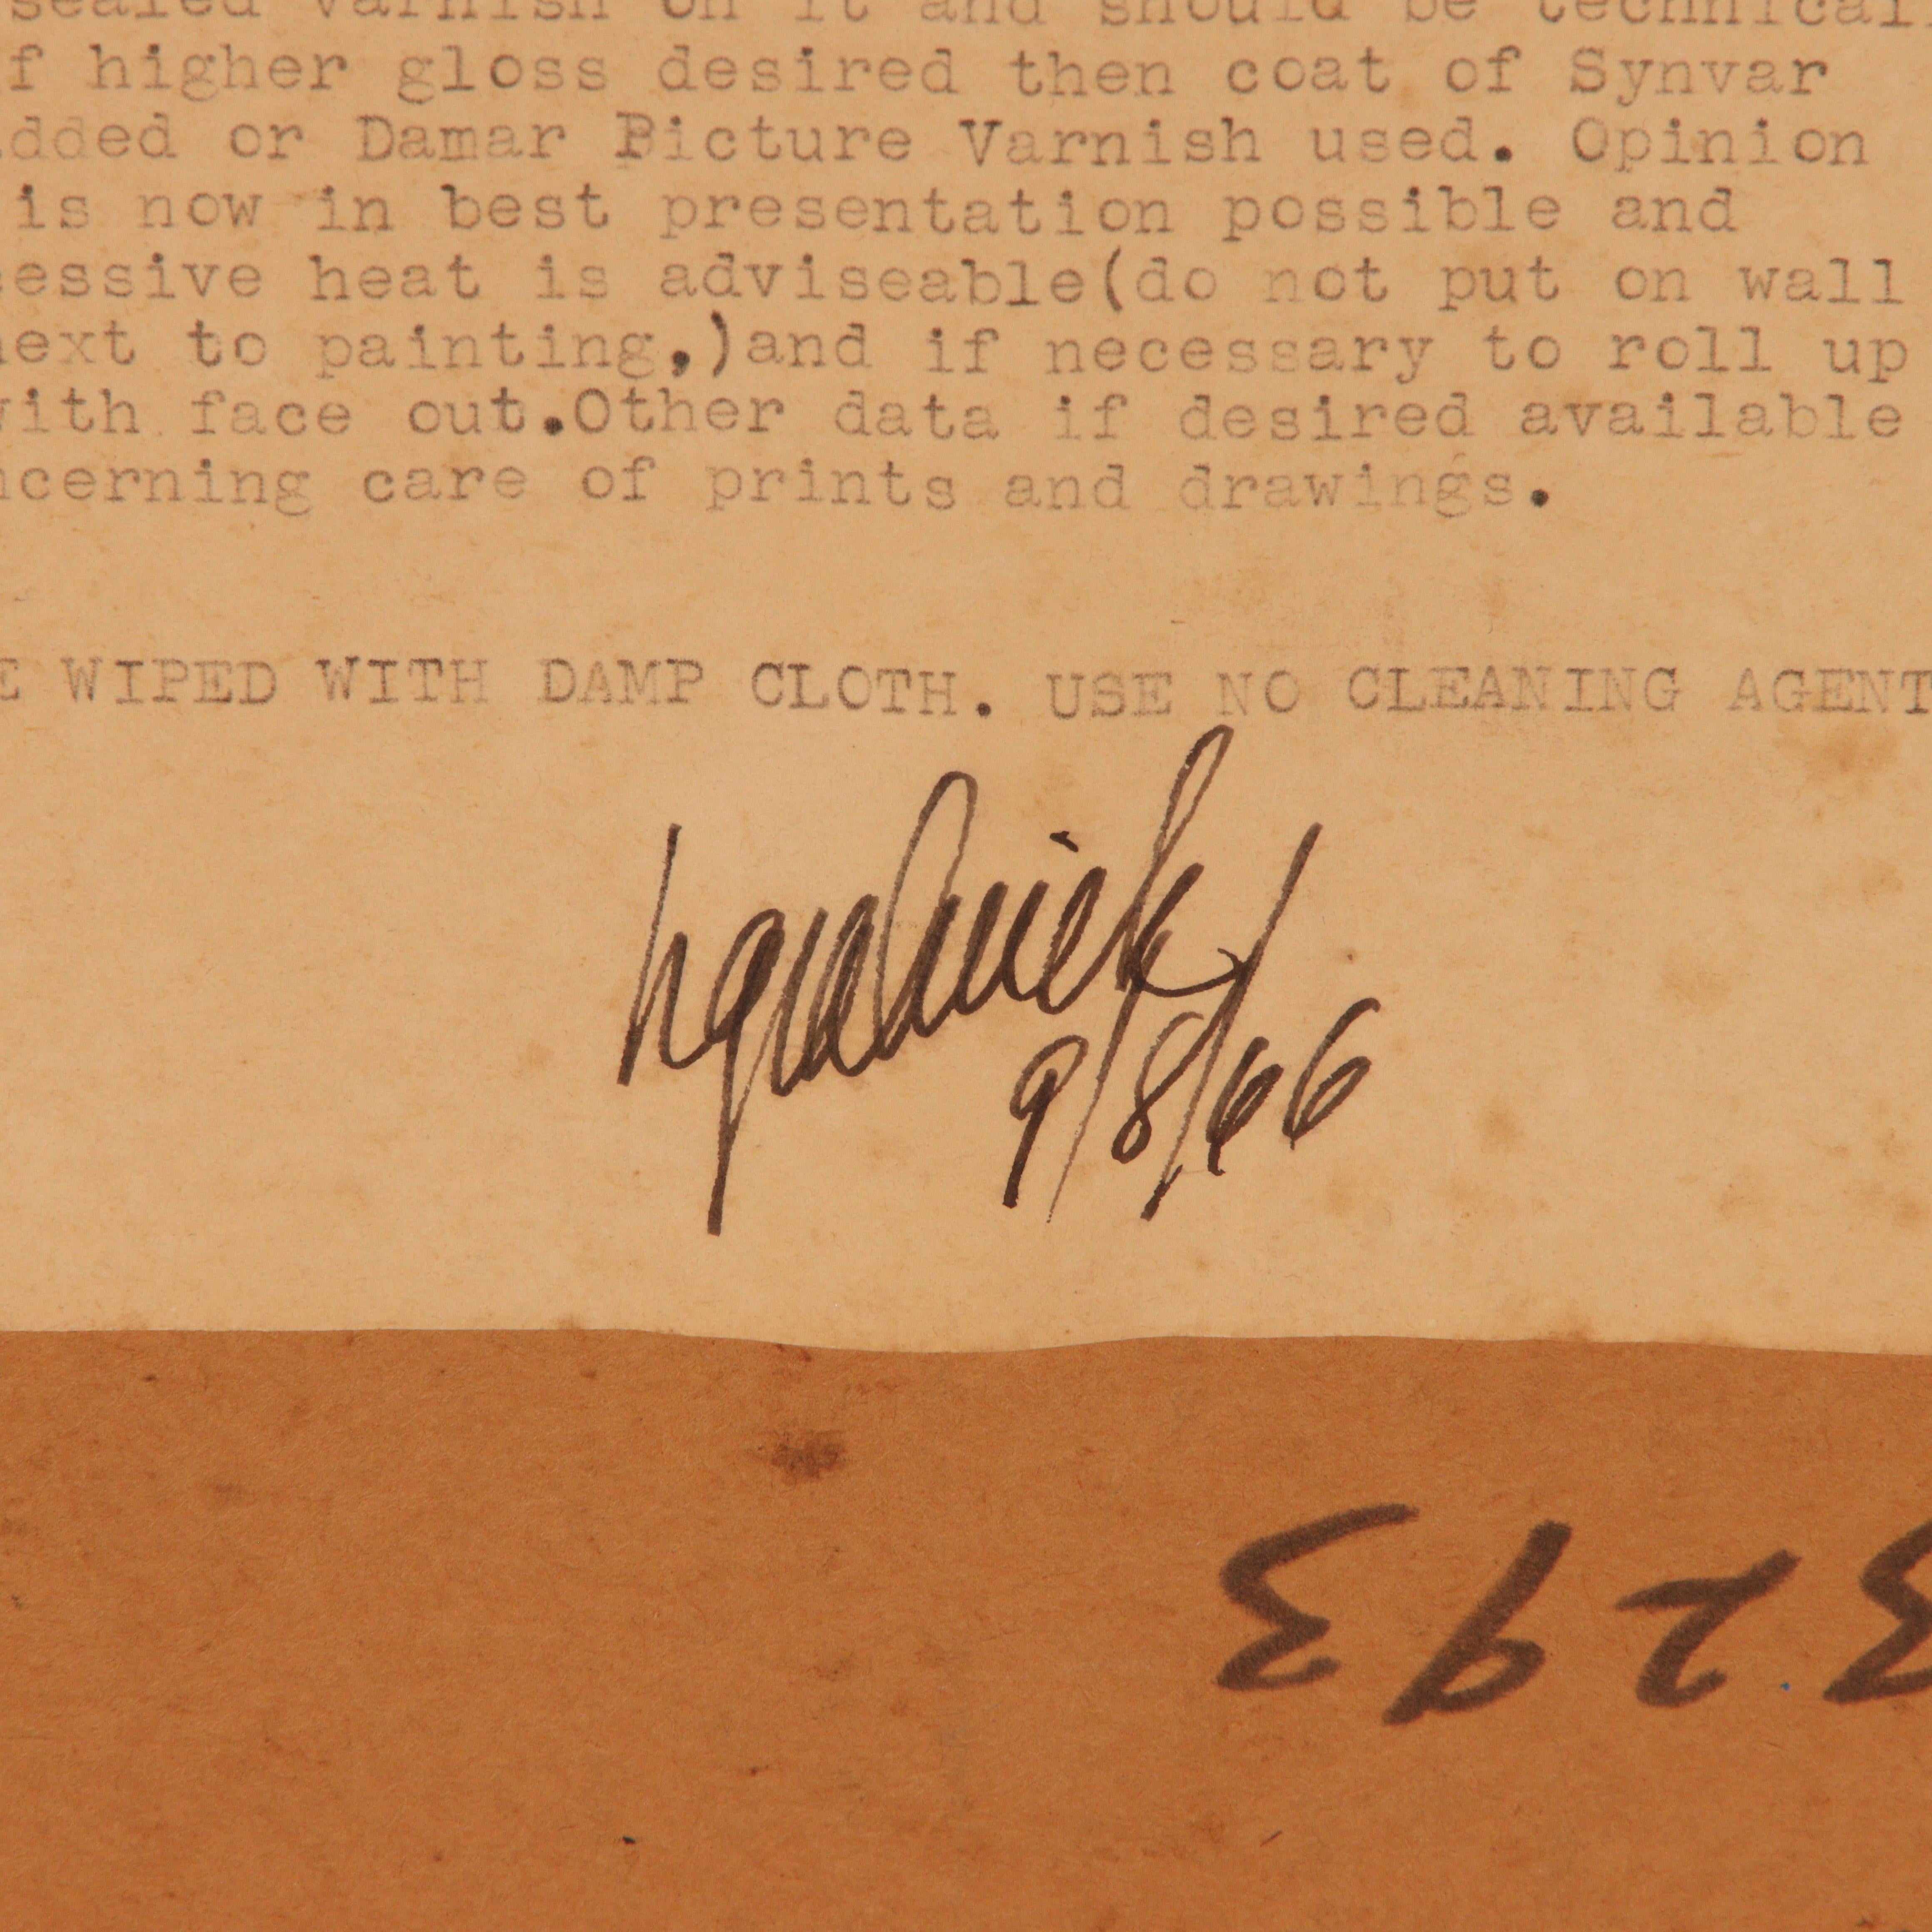 sealed varnish on it and should be technical
f higher gloss desired then coat of Synvar
dded or Damar Picture Varnish used. Opinion
is now in best presentation possible and
cessive heat is adviseable(do not put on wall
next to painting,)and if necessary to roll up
with face out.Other data if desired available
ncerning care of prints and drawings.
E WIPED WITH DAMP CLOTH. USE NO CLEANING AGENT
9/8/66
3293